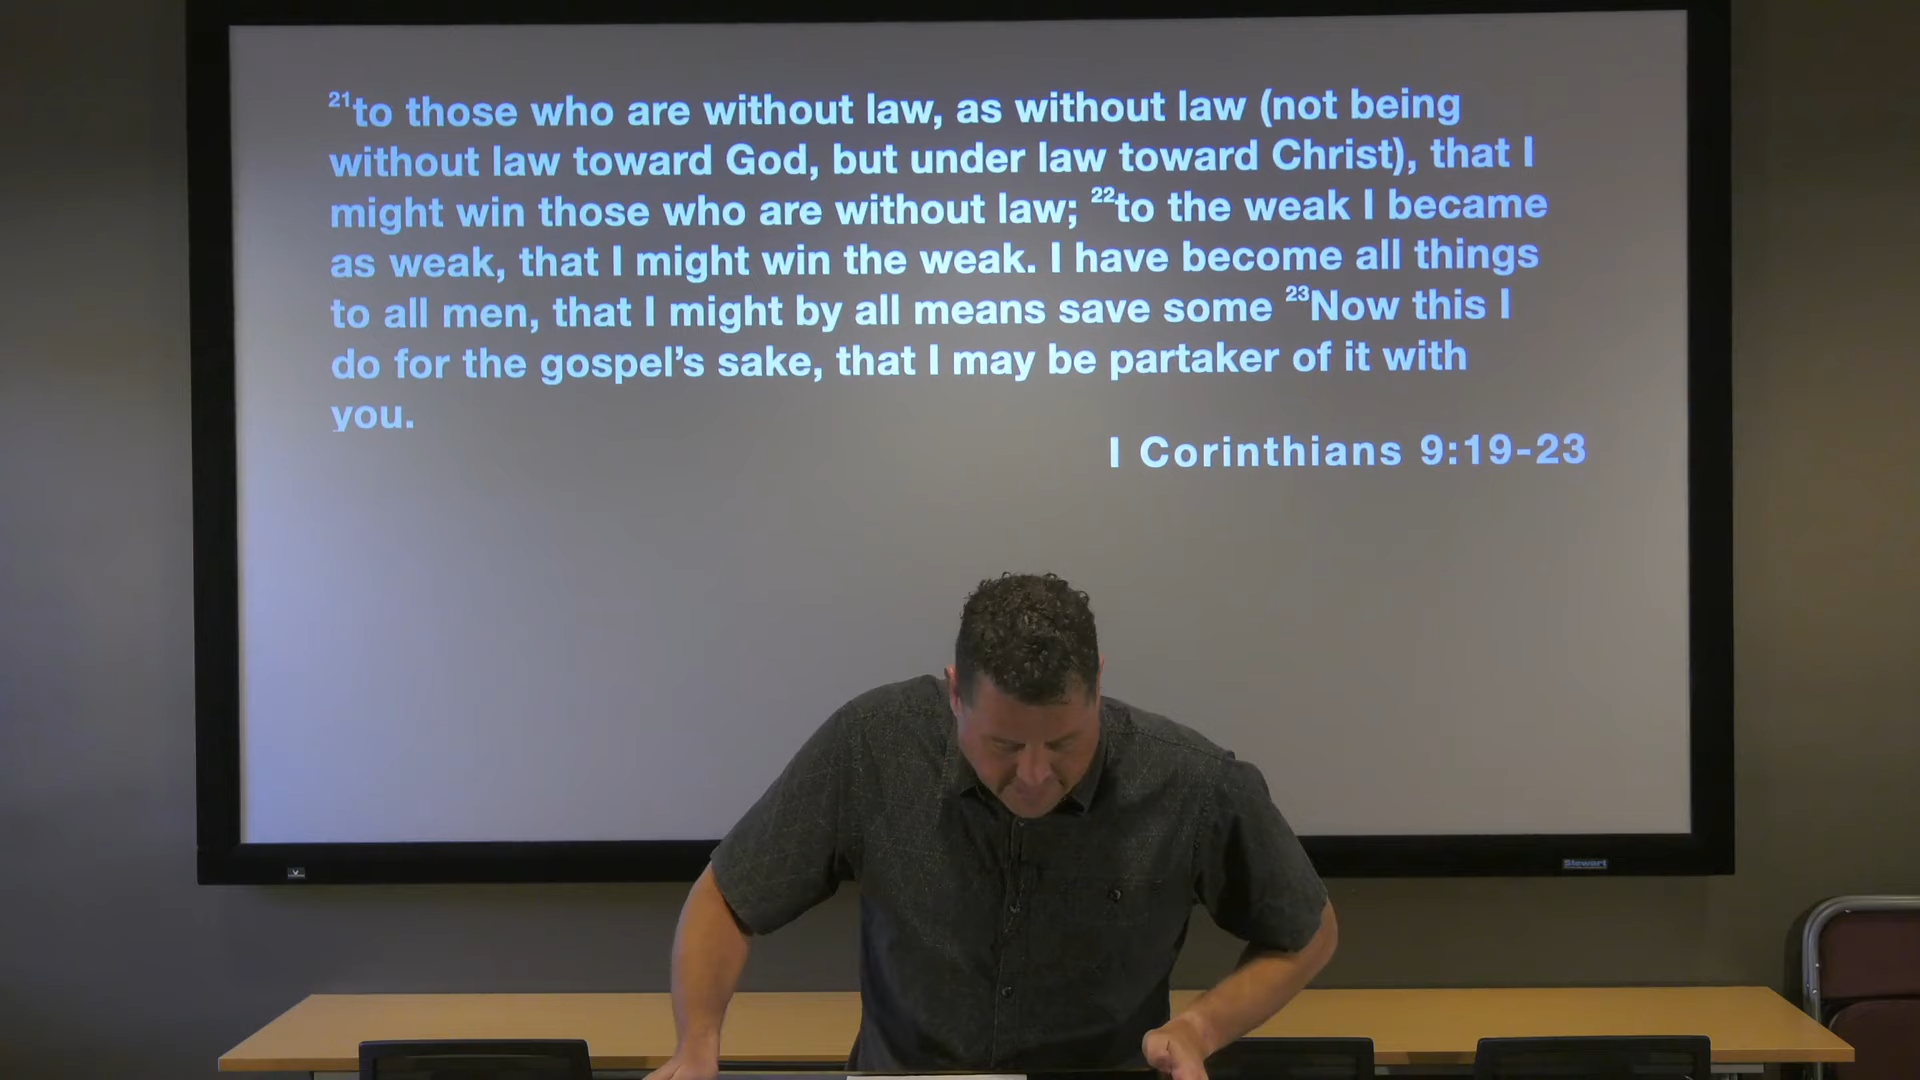 21to those who are without law, as without law (not being
without law toward God, but under law toward Christ), that I
might win those who are without law; 22to the weak I became
as weak, that I might win the weak. I have become all things
to all men, that I might by all means save some 23Now this I
do for the gospel’s sake, that I may be partaker of it with
you.
I Corinthians 9:19-23
Stewart